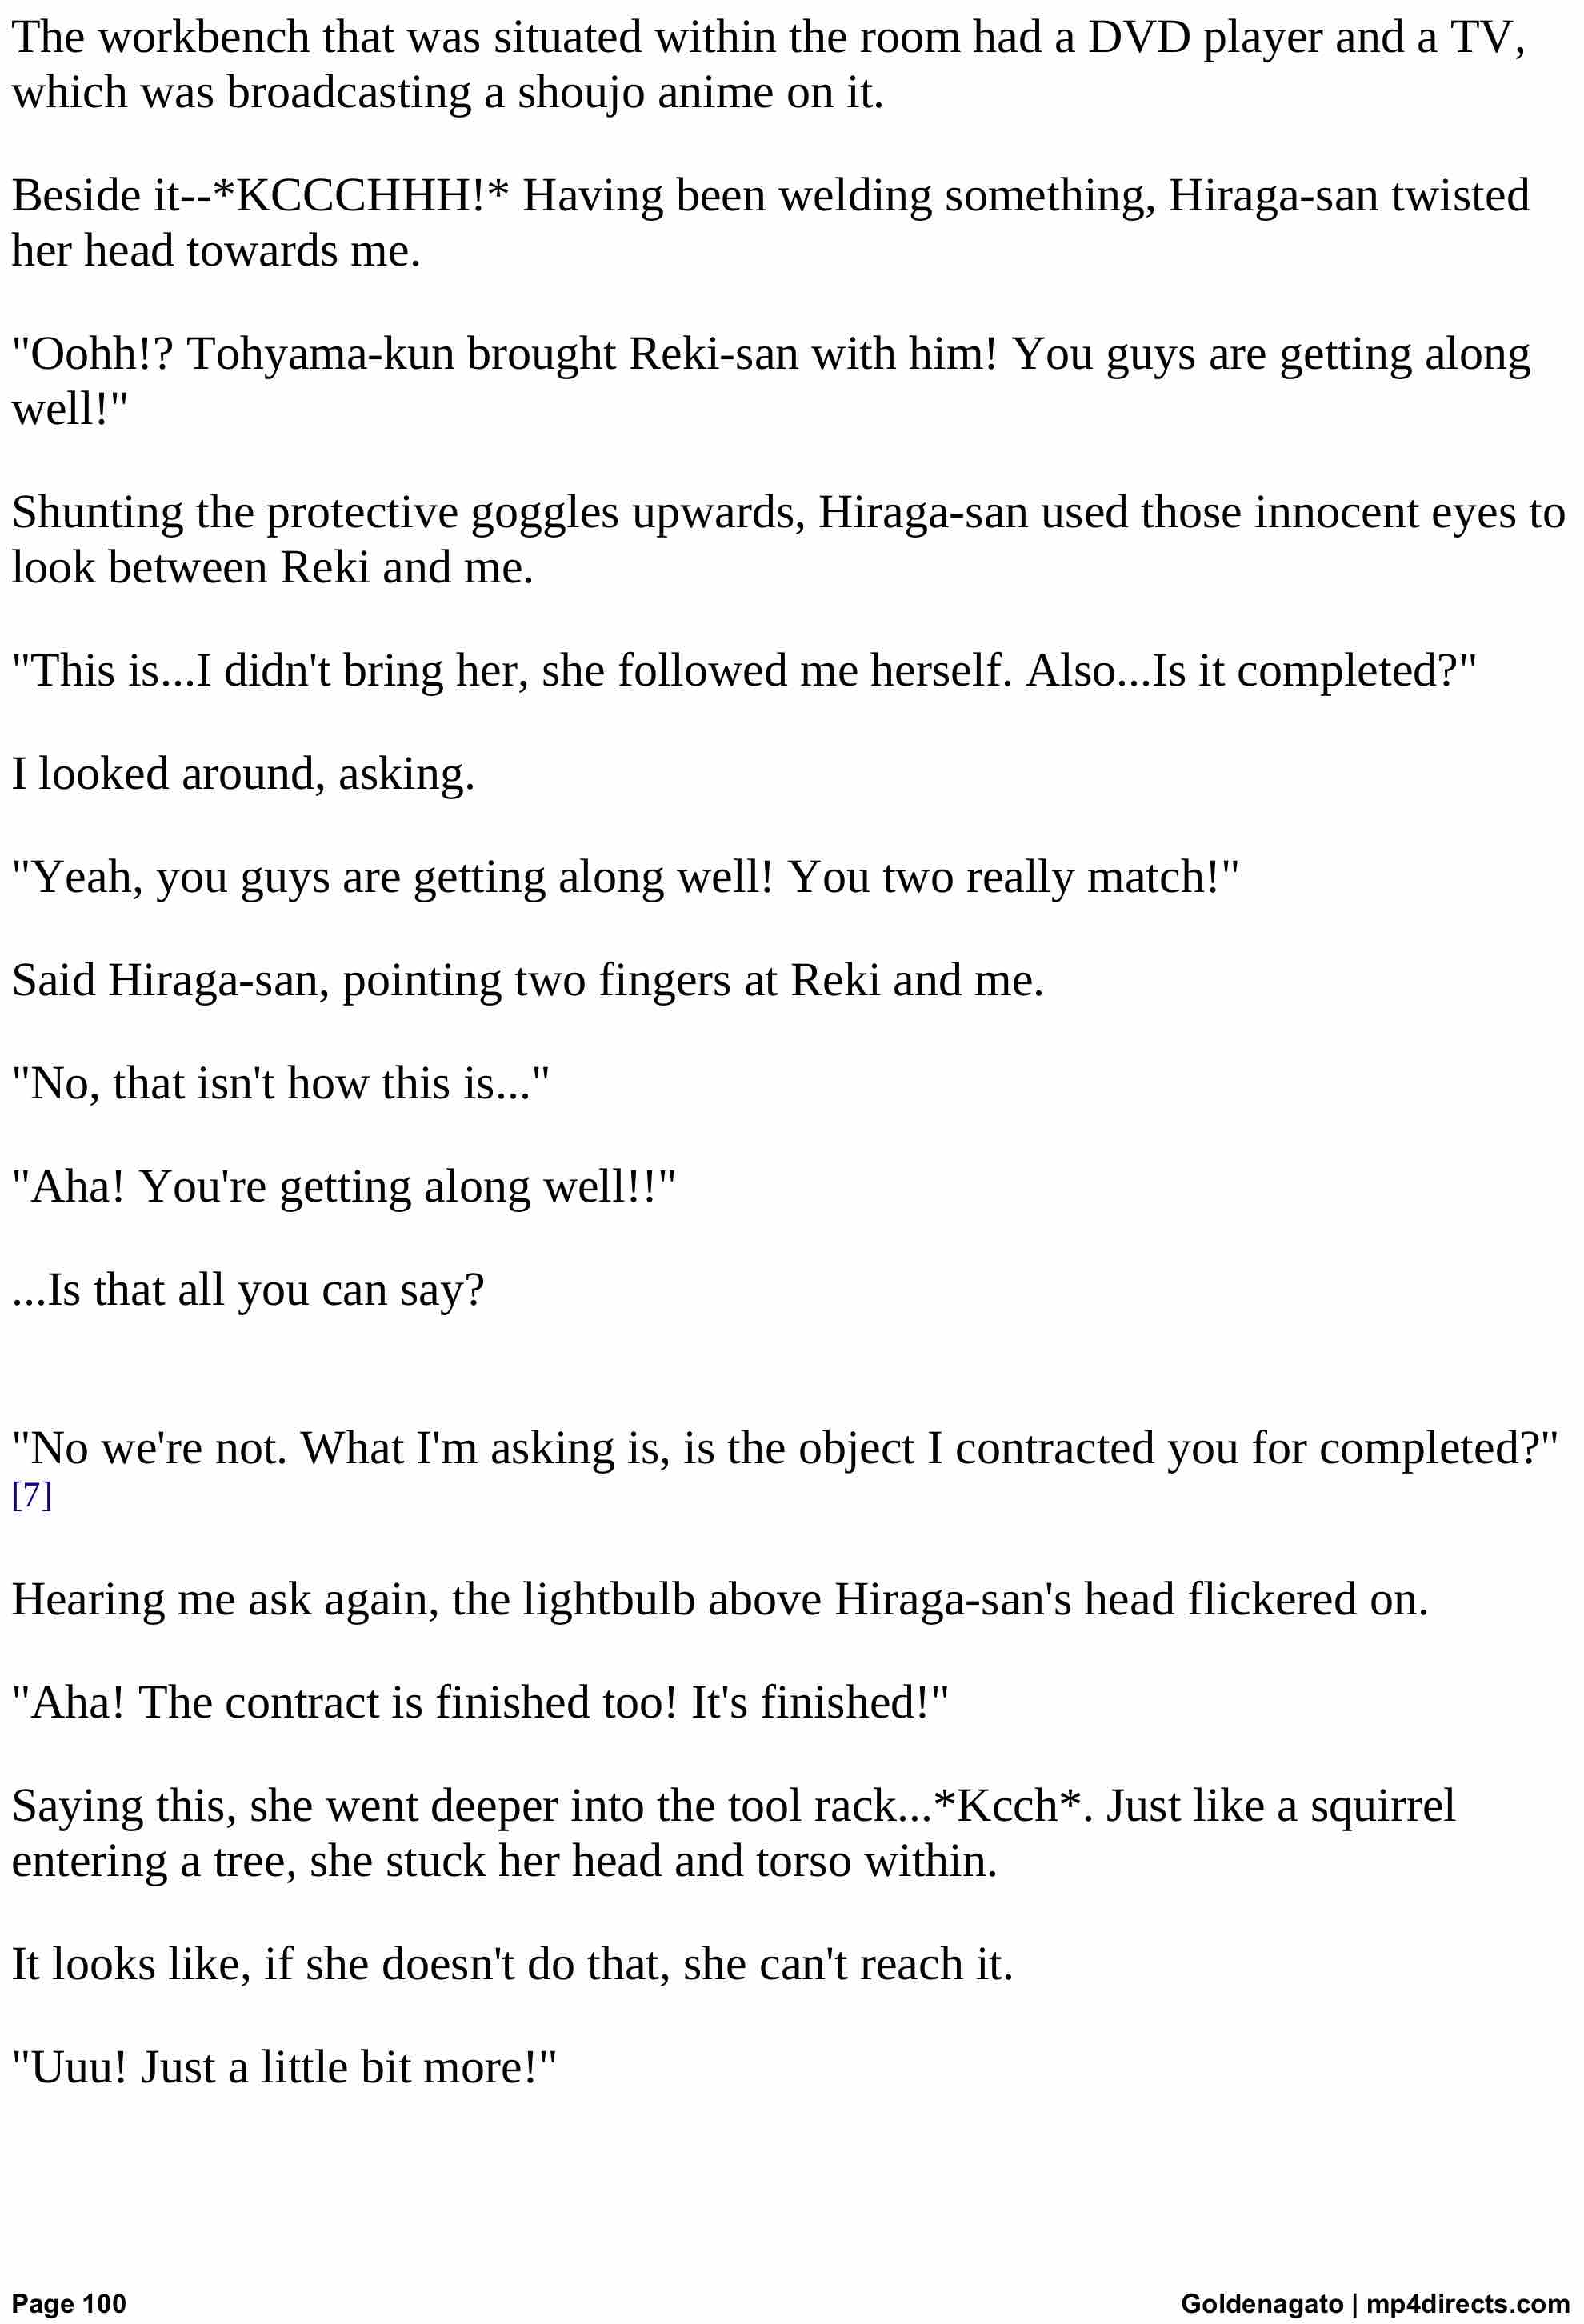 The workbench that was situated within the room had a DVD player and a TV,
which was broadcasting a shoujo anime on it.
Beside it--*KCCCHHH!* Having been welding something, Hiraga-san twisted
her head towards me.
"Oohh!? Tohyama-kun brought Reki-san with him! You guys are getting along
well!"
Shunting the protective goggles upwards, Hiraga-san used those innocent eyes to
look between Reki and me.
"This is...I didn't bring her, she followed me herself. Also...Is it completed?"
I looked around, asking.
"Yeah, you guys are getting along well! You two really match!"
Said Hiraga-san, pointing two fingers at Reki and me.
"No, that isn't how this is..."
"Aha! You're getting along well!!"
...Is that all you can say?
"No we're not. What I'm asking is, is the object I contracted you for completed?"
[7]
Hearing me ask again, the lightbulb above Hiraga-san's head flickered on.
"Aha! The contract is finished too! It's finished!"
Saying this, she went deeper into the tool rack...*Kcch*. Just like a squirrel
entering a tree, she stuck her head and torso within.
It looks like, if she doesn't do that, she can't reach it.
"Uuu! Just a little bit more!"
Page 100
Goldenagato | mp4directs.com